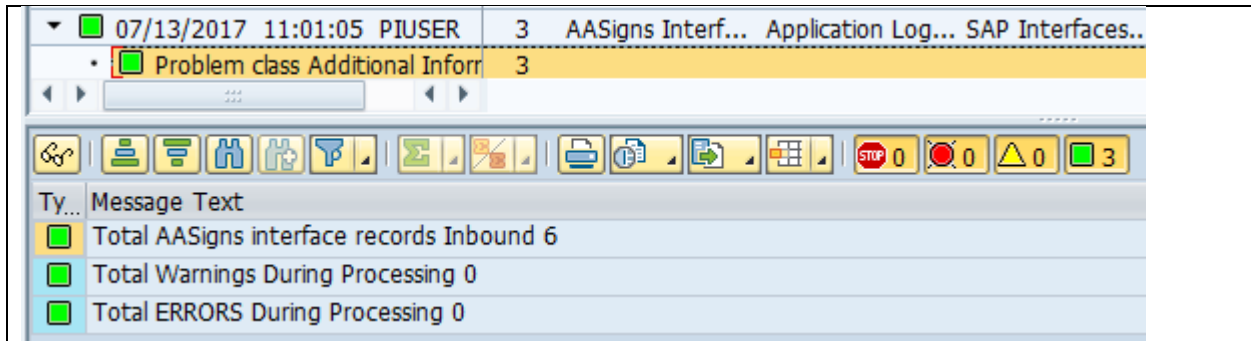 07/13/2017 11:01:05 PIUSER 3 AASigns Interf... Application Log... SAP Interfaces..
Problem class Additional Inforr 3
STOP 0 0 0 3
Ty... Message Text
Total AASigns interface records Inbound 6
Total Warnings During Processing 0
Total ERRORS During Processing 0